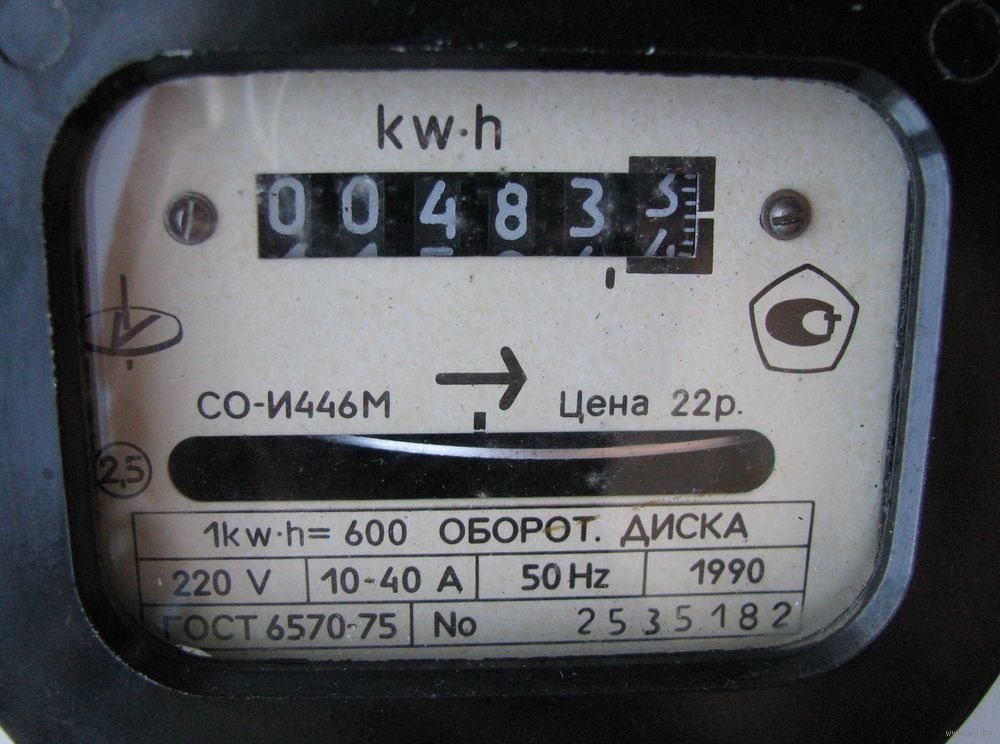 kw·h
0 0 4 8 3 3
СО-И446М Цена 22р.
2,5
1kw·h= 600 ОБОРОТ. ДИСКА
220 V 10-40 А 50 Hz 1990
ГОСТ 6570-75 No 2535182